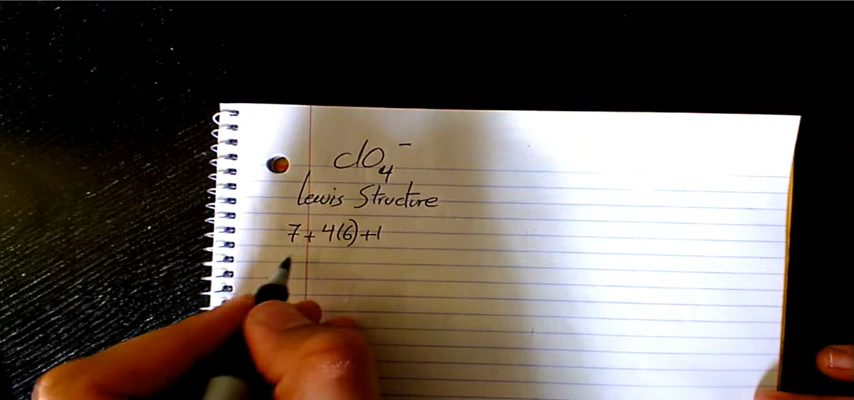 ClO₄⁻
Lewis Structure
7 + 4(6) + 1